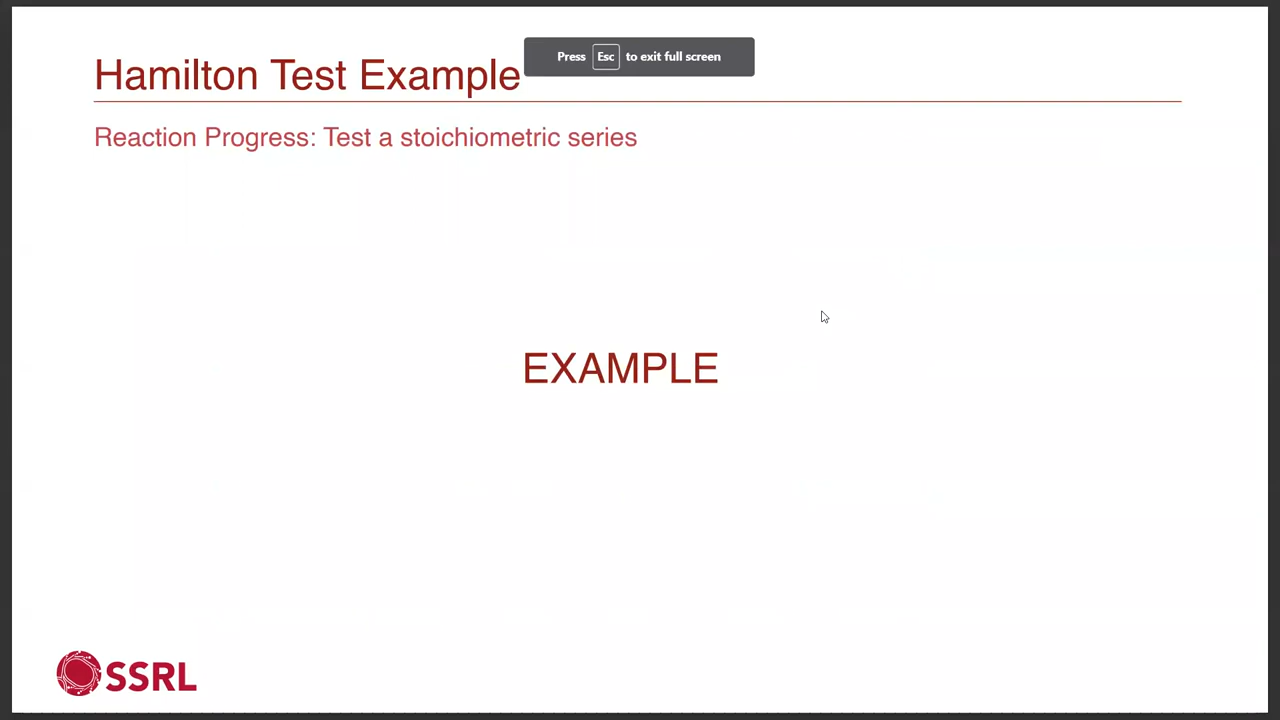 Hamilton Test Example
Press Esc to exit full screen
Reaction Progress: Test a stoichiometric series
EXAMPLE
SSRL